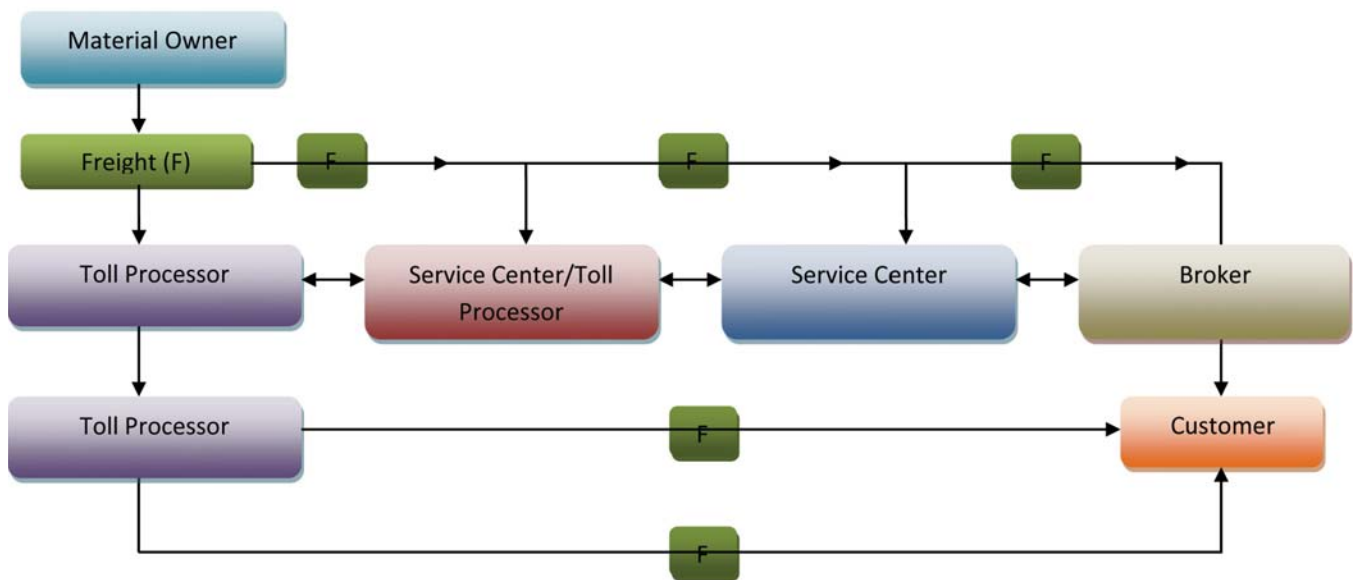 Material Owner
Freight (F)
F
F
F
Toll Processor
Service Center/Toll
Processor
Service Center
Broker
Toll Processor
F
Customer
F